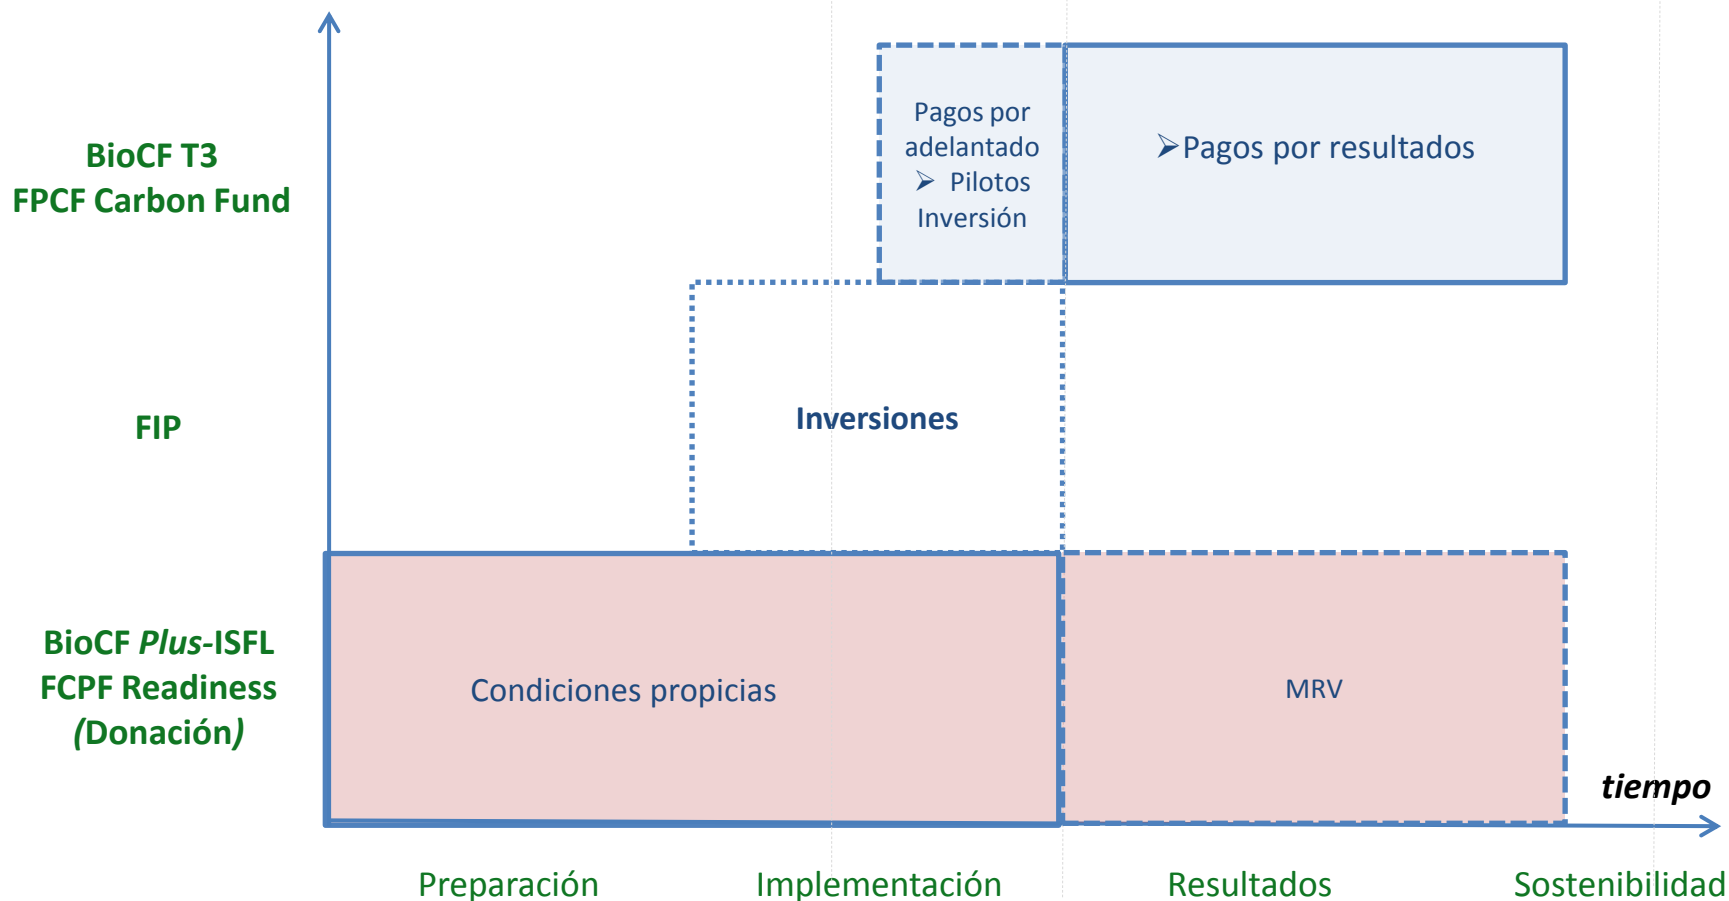 BioCF T3
FPCF Carbon Fund
Pagos por
adelantado
➢ Pilotos
Inversión
➢Pagos por resultados
FIP
Inversiones
BioCF Plus-ISFL
FCPF Readiness
(Donación)
Condiciones propicias
MRV
tiempo
Preparación
Implementación
Resultados
Sostenibilidad